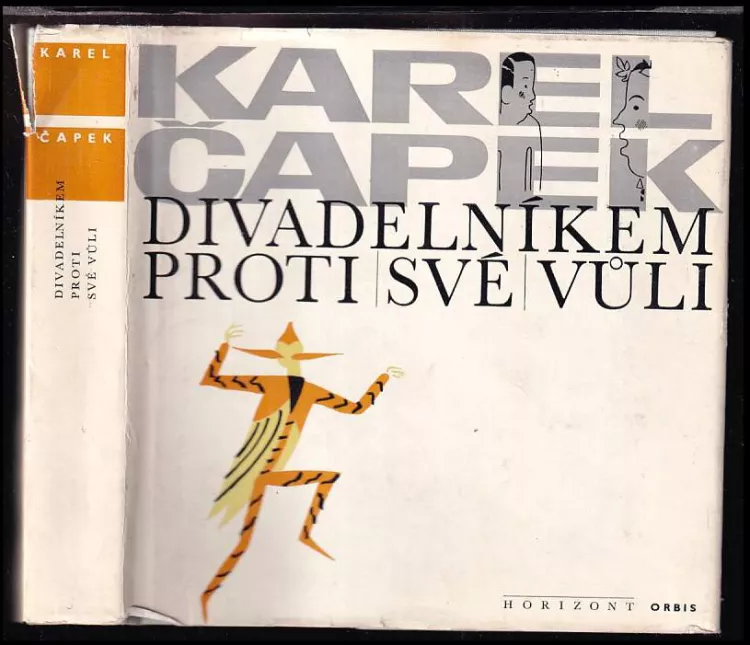 KAREL
ČAPEK
DIVADELNÍKEM
PROTI
SVÉ VŮLI
KAREL
ČAPEK
DIVADELNÍKEM
PROTI SVÉ VŮLI
HORIZONT ORBIS